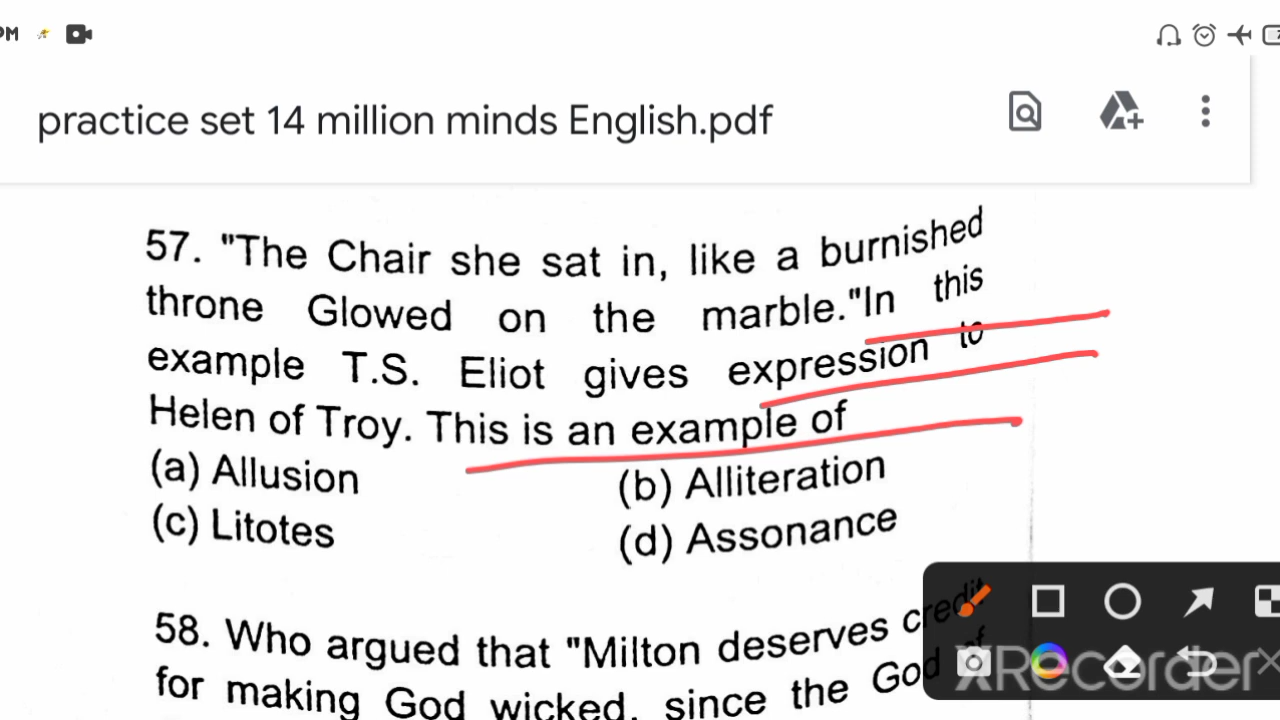 PM
practice set 14 million minds English.pdf
57. "The Chair she sat in, like a burnished
throne Glowed on the marble."In this
example T.S. Eliot gives expression to
Helen of Troy. This is an example of
(a) Allusion (b) Alliteration
(c) Litotes (d) Assonance
58. Who argued that "Milton deserves credit
for making God wicked, since the God of
XRecorder